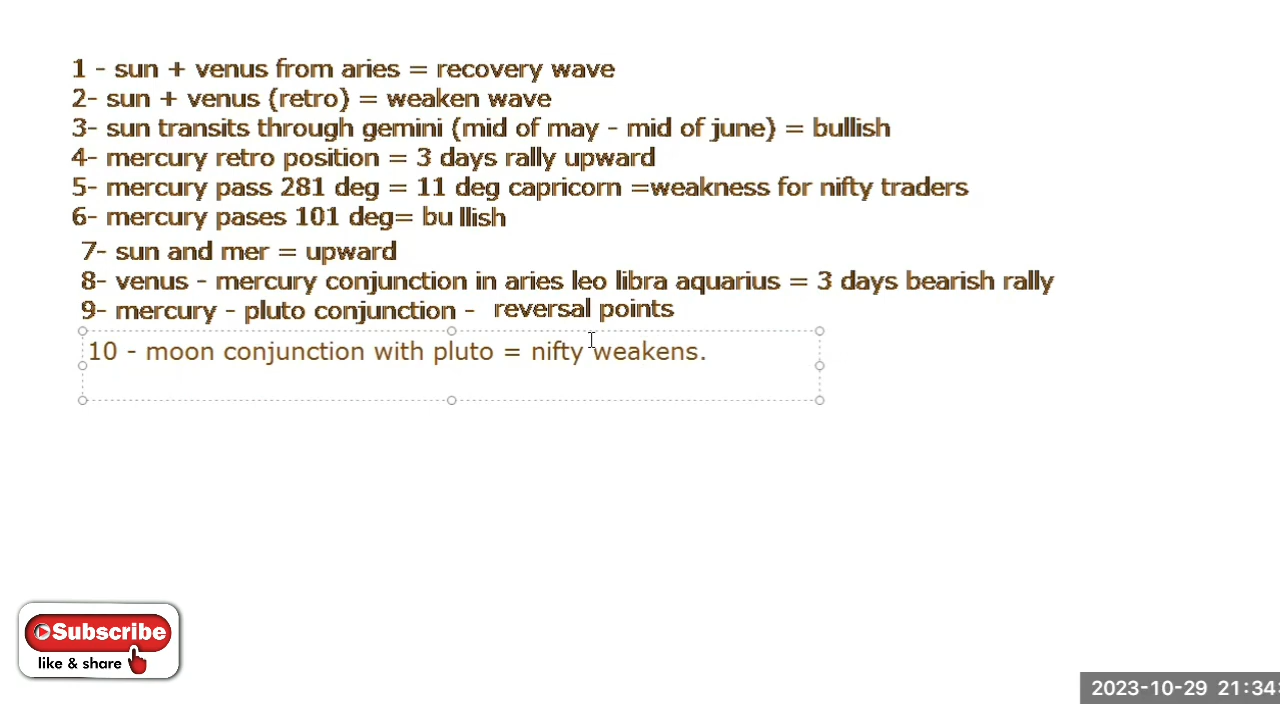 1 - sun + venus from aries = recovery wave
2- sun + venus (retro) = weaken wave
3- sun transits through gemini (mid of may - mid of june) = bullish
4- mercury retro position = 3 days rally upward
5- mercury pass 281 deg = 11 deg capricorn =weakness for nifty traders
6- mercury pases 101 deg= bu llish
7- sun and mer = upward
8- venus - mercury conjunction in aries leo libra aquarius = 3 days bearish rally
9- mercury - pluto conjunction - reversal points
10 - moon conjunction with pluto = nifty weakens.
Subscribe
like & share
2023-10-29 21:34: